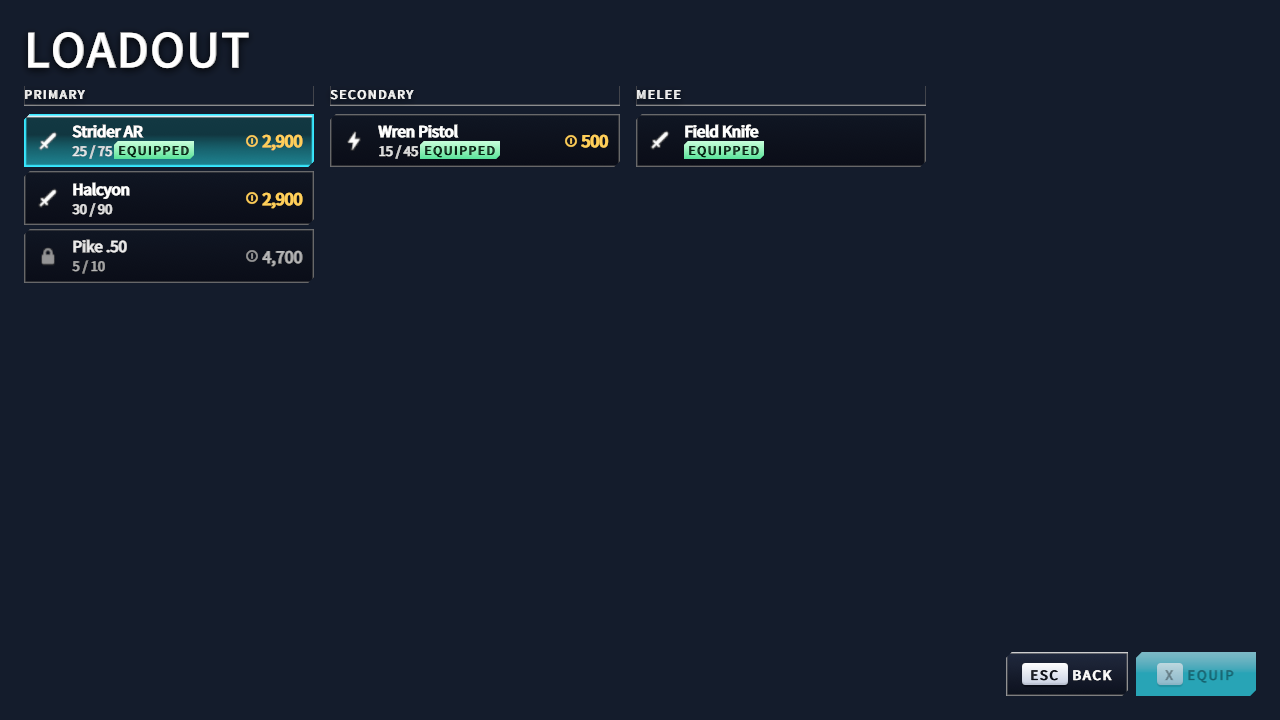 LOADOUT
PRIMARY
Strider AR
25 / 75 EQUIPPED
2,900
Halcyon
30 / 90
2,900
Pike .50
5 / 10
4,700
SECONDARY
Wren Pistol
15 / 45 EQUIPPED
500
MELEE
Field Knife
EQUIPPED
ESC BACK
X EQUIP